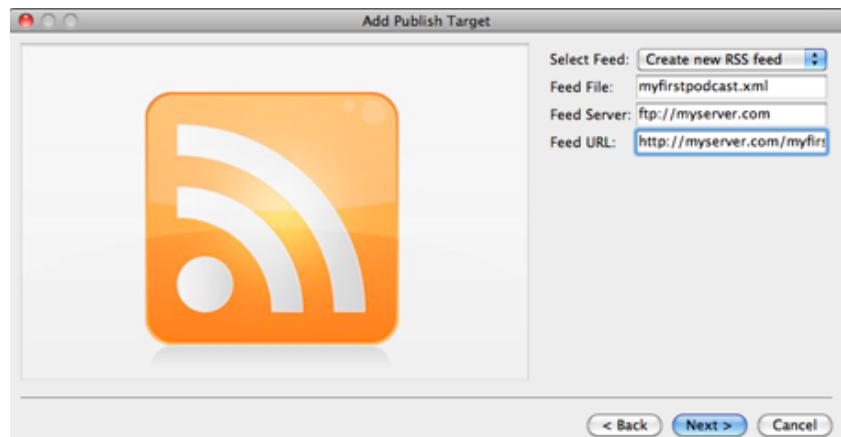 Add Publish Target
Select Feed: Create new RSS feed
Feed File: myfirstpodcast.xml
Feed Server: ftp://myserver.com
Feed URL: http://myserver.com/myfirs
< Back Next > Cancel